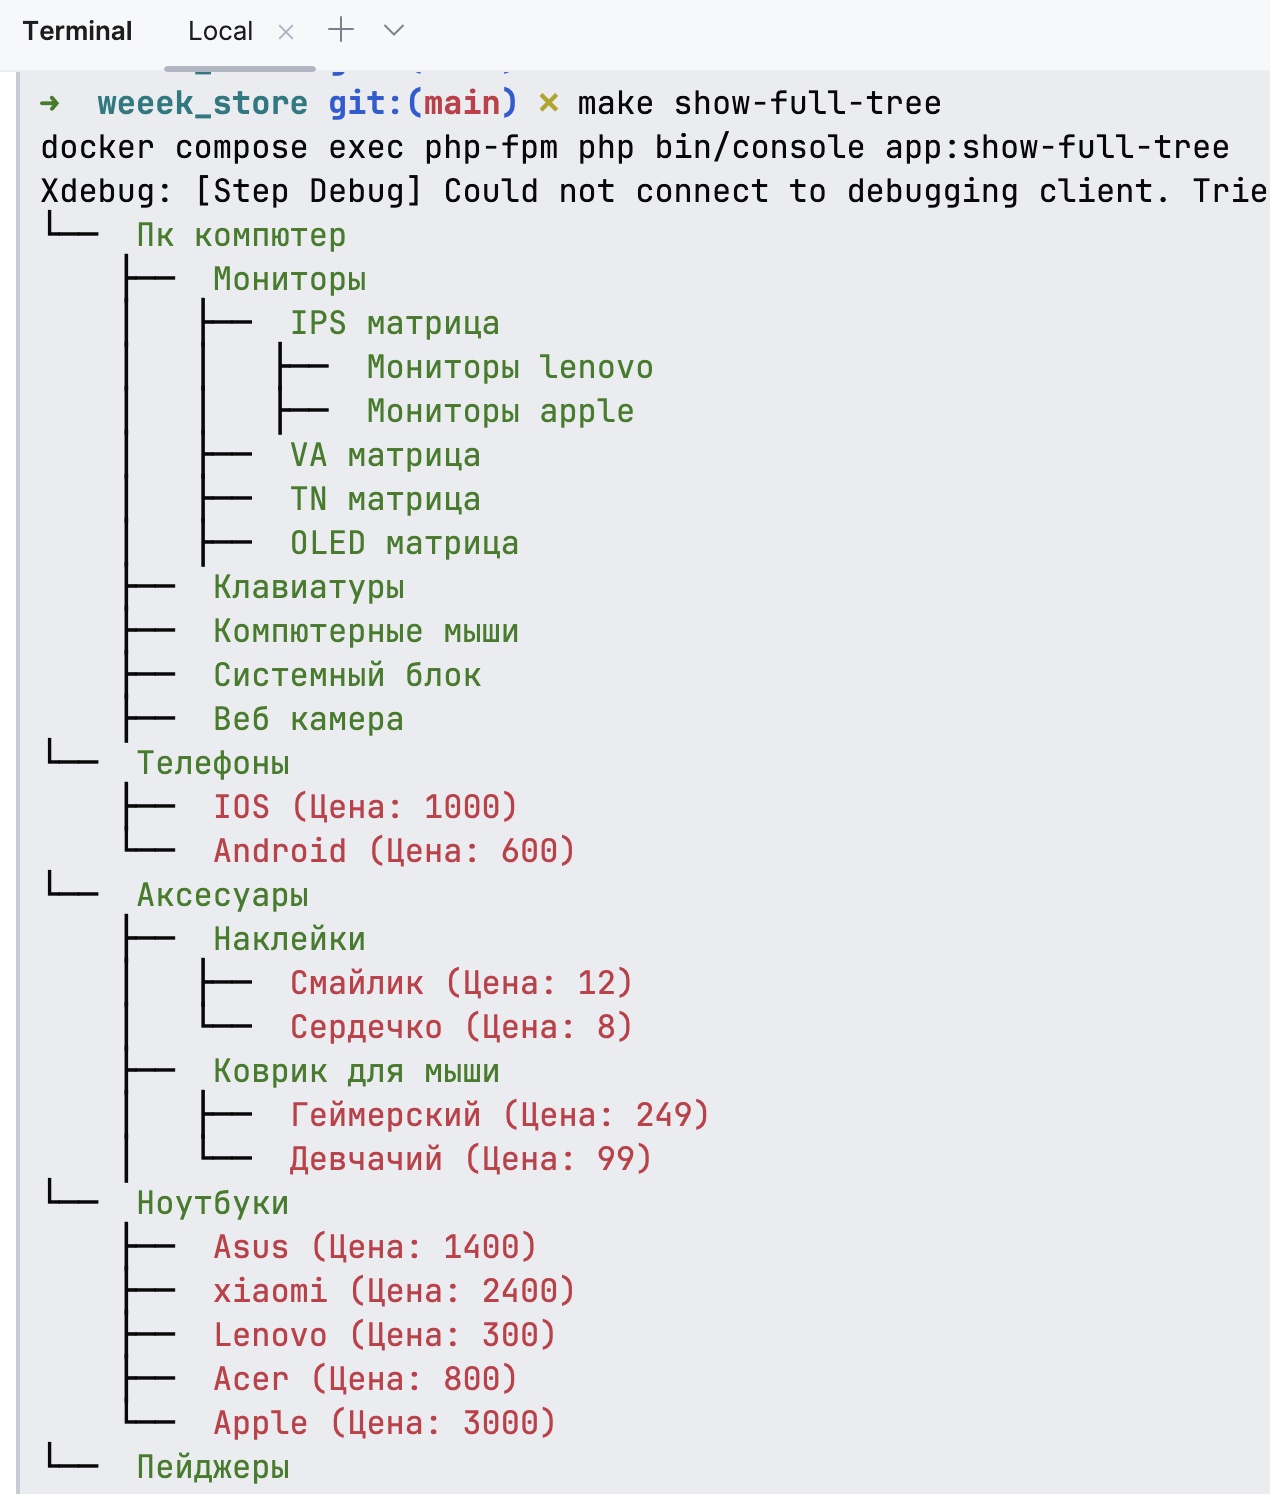 Terminal Local
➜ weeek_store git:(main) × make show-full-tree
docker compose exec php-fpm php bin/console app:show-full-tree
Xdebug: [Step Debug] Could not connect to debugging client. Trie
└── Пк компютер
├── Мониторы
├── IPS матрица
├── Мониторы lenovo
├── Мониторы apple
├── VA матрица
├── TN матрица
├── OLED матрица
├── Клавиатуры
├── Компютерные мыши
├── Системный блок
├── Веб камера
└── Телефоны
├── IOS (Цена: 1000)
└── Android (Цена: 600)
└── Аксесуары
├── Наклейки
├── Смайлик (Цена: 12)
└── Сердечко (Цена: 8)
├── Коврик для мыши
├── Геймерский (Цена: 249)
└── Девчачий (Цена: 99)
└── Ноутбуки
├── Asus (Цена: 1400)
├── xiaomi (Цена: 2400)
├── Lenovo (Цена: 300)
├── Acer (Цена: 800)
└── Apple (Цена: 3000)
└── Пейджеры